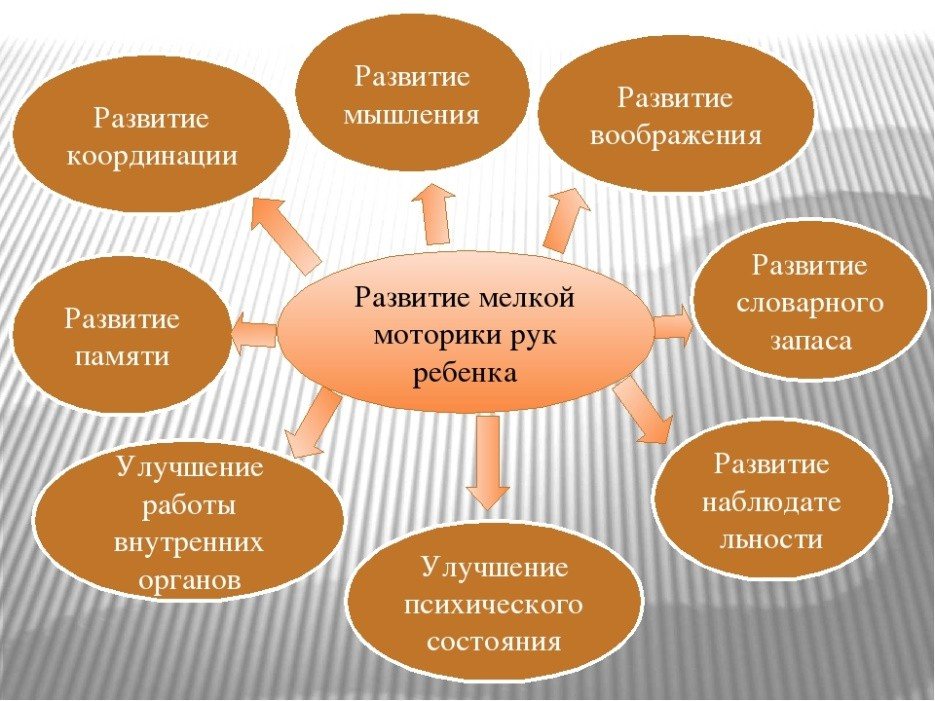 Развитие
мышления
Развитие
воображения
Развитие
координации
Развитие
словарного
запаса
Развитие мелкой
моторики рук
ребенка
Развитие
памяти
Развитие
наблюдате
льности
Улучшение
работы
внутренних
органов
Улучшение
психического
состояния